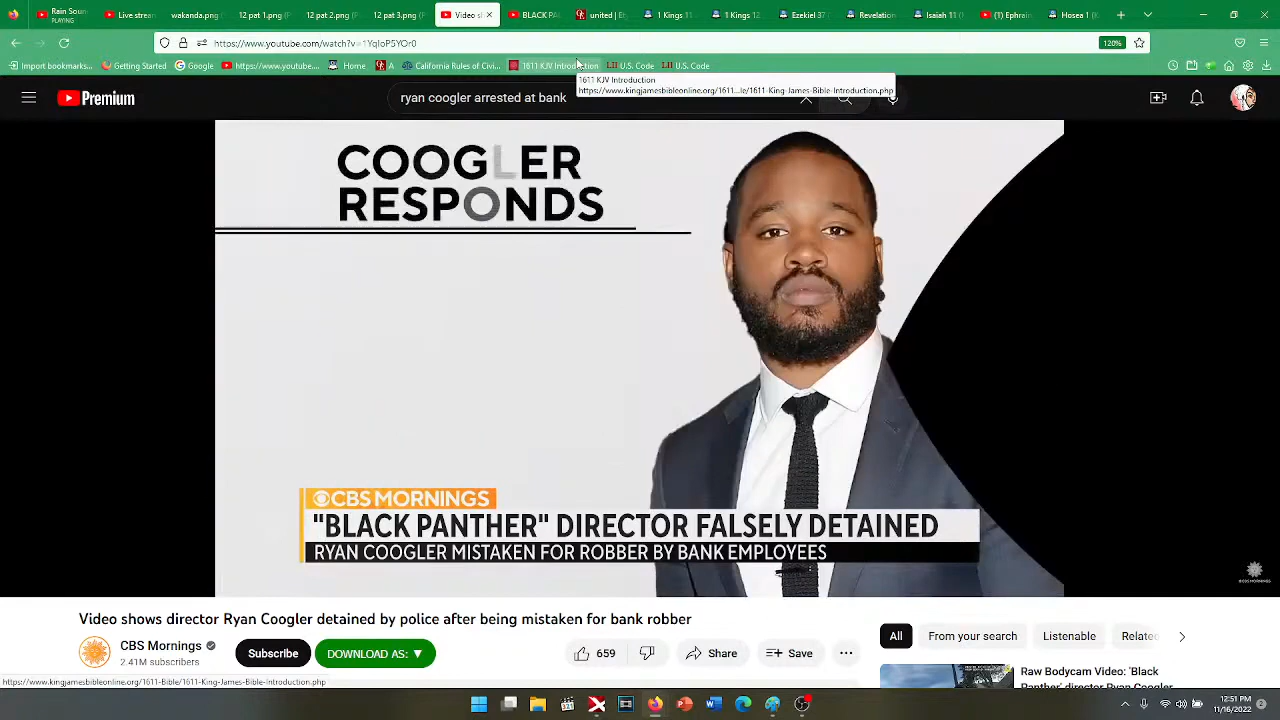 Rain Soun
PLAYING
Live stream
wakanda.p
12 pat 1.png (
12 pat 2.png (
12 pat 3.png (
Video sh
BLACK PAN
united | Et
1 Kings 11
1 Kings 12
Ezekiel 37 (
Revelation
Isaiah 11 (
(1) Ephrain
Hosea 1 (K
https://www.youtube.com/watch?v=1YqIoP5YOr0
120%
Import bookmarks...
Getting Started
Google
https://www.youtube....
Home
A
California Rules of Civi...
1611 KJV Introduction
U.S. Code
U.S. Code
1611 KJV Introduction
https://www.kingjamesbibleonline.org/1611...le/1611-King-James-Bible-Introduction.php
Premium
ryan coogler arrested at bank
COOGLER
RESPONDS
CBS MORNINGS
"BLACK PANTHER" DIRECTOR FALSELY DETAINED
RYAN COOGLER MISTAKEN FOR ROBBER BY BANK EMPLOYEES
CBS MORNINGS
Video shows director Ryan Coogler detained by police after being mistaken for bank robber
CBS Mornings
2.41M subscribers
Subscribe
DOWNLOAD AS: ▼
659
Share
Save
All
From your search
Listenable
Related
https://www.kingjamesbibleonline.org/1611-Bible/1611-King-James-Bible-Introduction.php
Raw Bodycam Video: 'Black
Panther' director Ryan Coogler
12:51 PM
11/16/2022